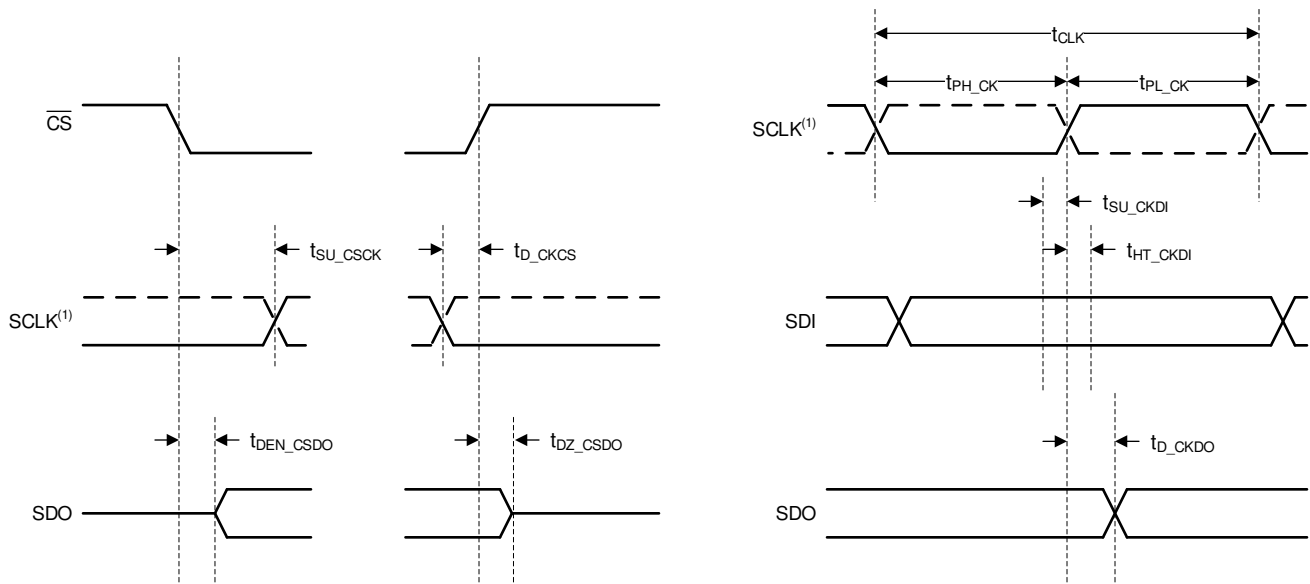 CS
SCLK(1)
tSU_CSCK
tD_CKCS
SDO
tDEN_CSDO
tDZ_CSDO
tCLK
tPH_CK
tPL_CK
SCLK(1)
tSU_CKDI
tHT_CKDI
SDI
tD_CKDO
SDO